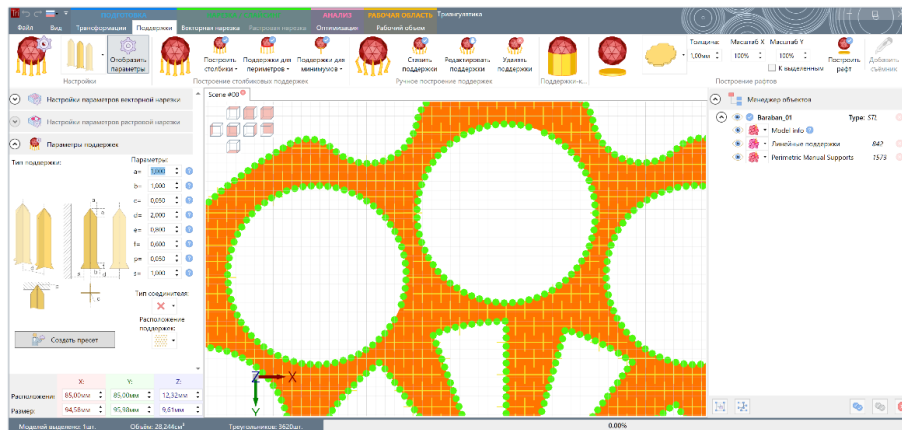 ПОДДЕРЖКА АНАЛИЗ РАБОЧАЯ ОБЛАСТЬ Триангулятика
Файл Вид Трансформация Поддержки Векторная нарезка Растровая нарезка Оптимизация Рабочий объем
Толщина: Масштаб X Масштаб Y
1,00мм 100% 100%
К выделенным
Отобразить параметры
Построить столбики
Поддержки для периметров
Поддержки для минимумов
Ставить поддержки
Редактировать поддержки
Удалять поддержки
Построить рафт
Добавить съёмник
Настройки Построение столбиковых поддержек Ручное построение поддержек Поддержки-к... Построение рафтов
Настройки параметров векторной нарезки
Настройки параметров растровой нарезки
Параметры поддержек
Тип поддержки: Параметры:
a= 1,000
b= 1,000
c= 0,050
d= 2,000
e= 0,800
f= 0,600
p= 0,050
s= 1,000
Тип соединителя:
Расположение поддержек:
Создать пресет
X: Y: Z:
Расположение: 85,00мм 85,00мм 12,32мм
Размер: 94,58мм 95,98мм 9,61мм
Моделей выделено: 1шт. Объём: 28,244см³ Треугольников: 3620шт. 0.00%
Scene #00
Z X
Y
Менеджер объектов
Baraban_01 Type: STL
Model info
Линейные поддержки 842
Perimetric Manual Supports 1573